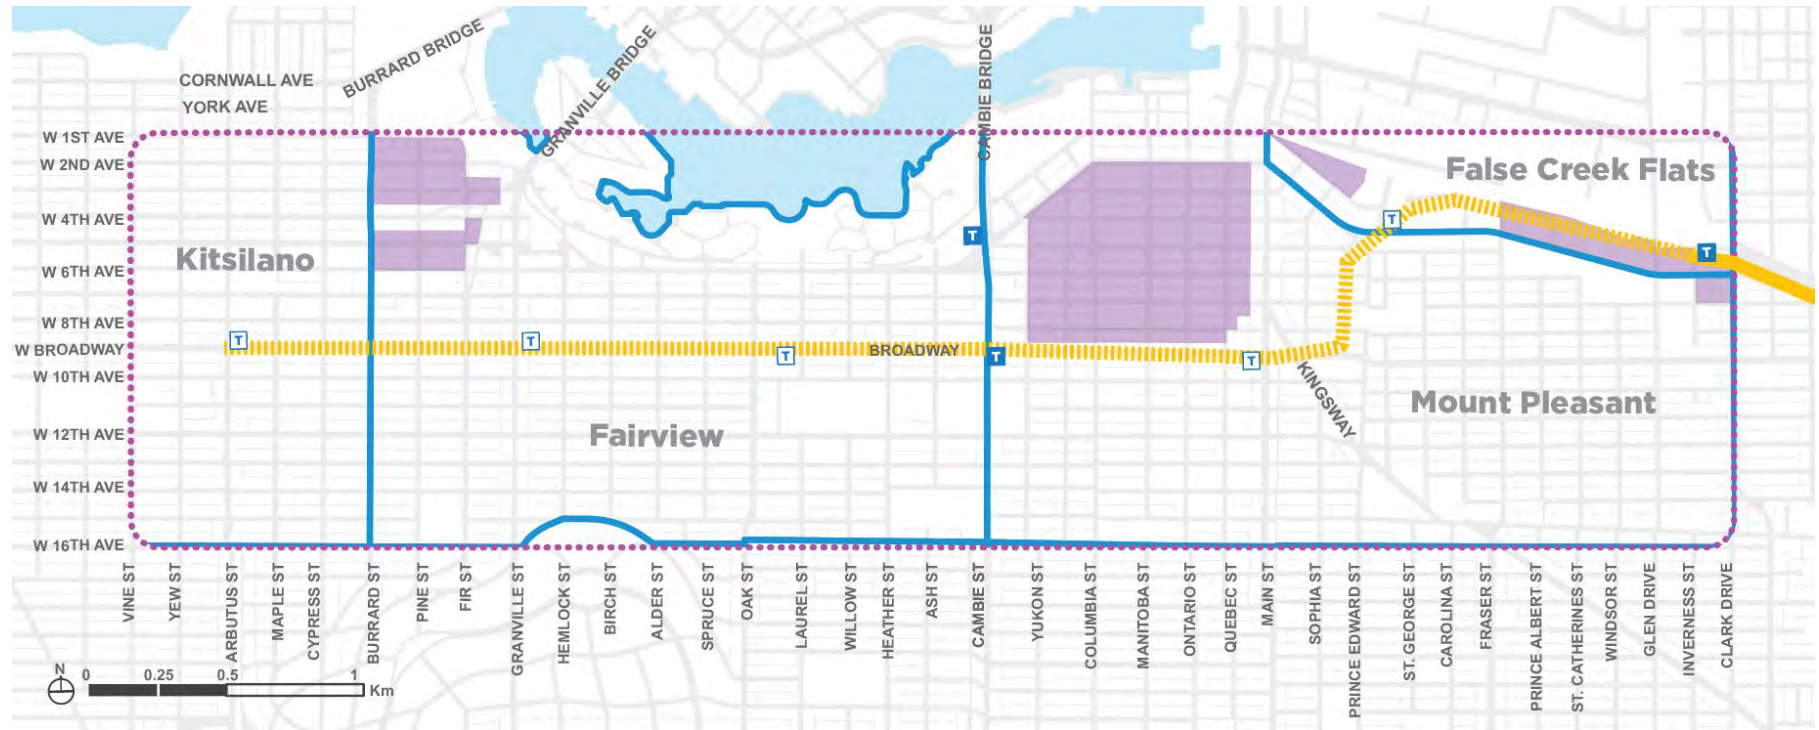 CORNWALL AVE
YORK AVE
BURRARD BRIDGE
GRANVILLE BRIDGE
CAMBIE BRIDGE
W 1ST AVE
W 2ND AVE
W 4TH AVE
W 6TH AVE
W 8TH AVE
W BROADWAY
W 10TH AVE
W 12TH AVE
W 14TH AVE
W 16TH AVE
False Creek Flats
Kitsilano
T
T
T
T
T
T
T
T
BROADWAY
KINGSWAY
Mount Pleasant
Fairview
VINE ST
YEW ST
ARBUTUS ST
MAPLE ST
CYPRESS ST
BURRARD ST
PINE ST
FIR ST
GRANVILLE ST
HEMLOCK ST
BIRCH ST
ALDER ST
SPRUCE ST
OAK ST
LAUREL ST
WILLOW ST
HEATHER ST
ASH ST
CAMBIE ST
YUKON ST
COLUMBIA ST
MANITOBA ST
ONTARIO ST
QUEBEC ST
MAIN ST
SOPHIA ST
PRINCE EDWARD ST
ST. GEORGE ST
CAROLINA ST
FRASER ST
PRINCE ALBERT ST
ST. CATHERINES ST
WINDSOR ST
GLEN DRIVE
INVERNESS ST
CLARK DRIVE
N
0 0.25 0.5 1
Km